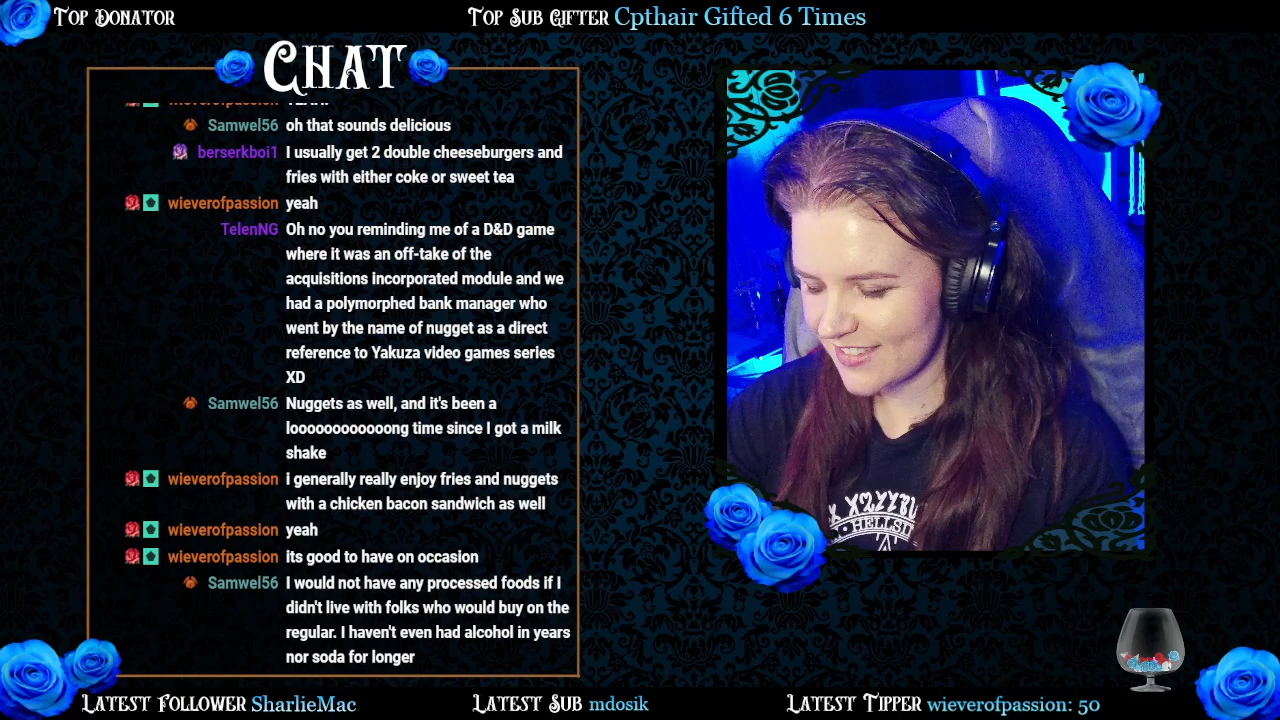 Top Donator
Top Sub Gifter Cpthair Gifted 6 Times
Chat
Samwel56 oh that sounds delicious
berserkboi1 I usually get 2 double cheeseburgers and
fries with either coke or sweet tea
wieverofpassion yeah
TelenNG Oh no you reminding me of a D&D game
where it was an off-take of the
acquisitions incorporated module and we
had a polymorphed bank manager who
went by the name of nugget as a direct
reference to Yakuza video games series
XD
Samwel56 Nuggets as well, and it's been a
looooooooooooong time since I got a milk
shake
wieverofpassion i generally really enjoy fries and nuggets
with a chicken bacon sandwich as well
wieverofpassion yeah
wieverofpassion its good to have on occasion
Samwel56 I would not have any processed foods if I
didn't live with folks who would buy on the
regular. I haven't even had alcohol in years
nor soda for longer
Latest Follower SharlieMac
Latest Sub mdosik
Latest Tipper wieverofpassion: 50